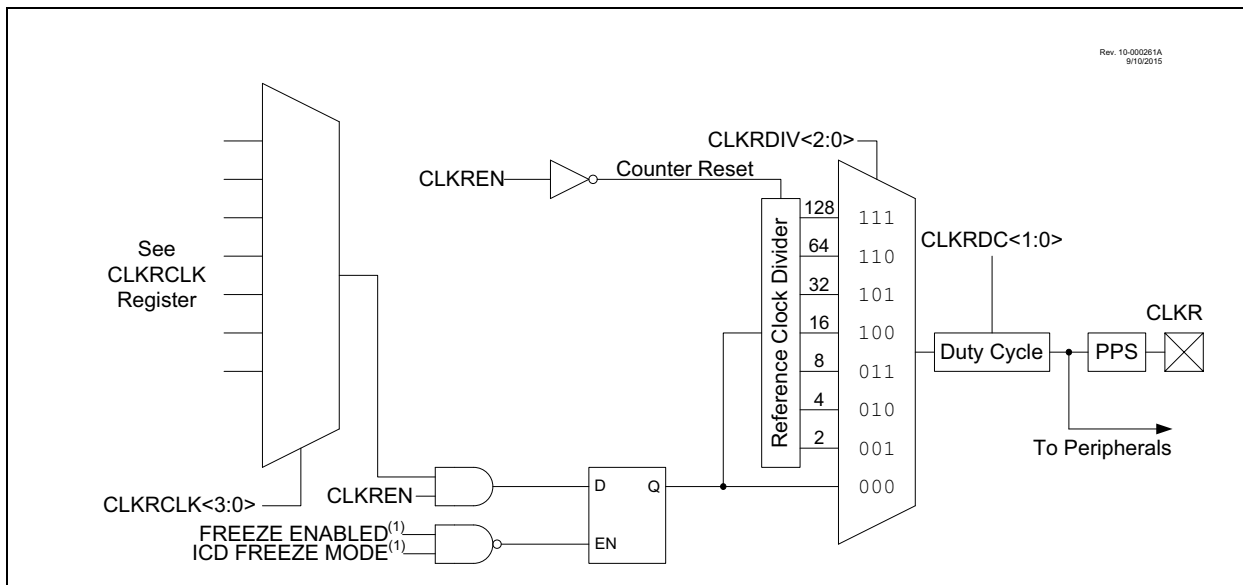 Rev. 10-000261A
9/10/2015
CLKRDIV<2:0>
CLKREN
Counter Reset
See
CLKRCLK
Register
Reference Clock Divider
128
64
32
16
8
4
2
111
110
101
100
011
010
001
000
CLKRDC<1:0>
Duty Cycle
PPS
CLKR
To Peripherals
CLKRCLK<3:0>
CLKREN
FREEZE ENABLED(1)
ICD FREEZE MODE(1)
D
Q
EN